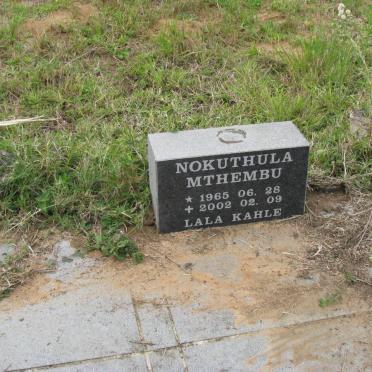 NOKUTHULA
MTHEMBU
★ 1965 06. 28
+ 2002 02. 09
LALA KAHLE